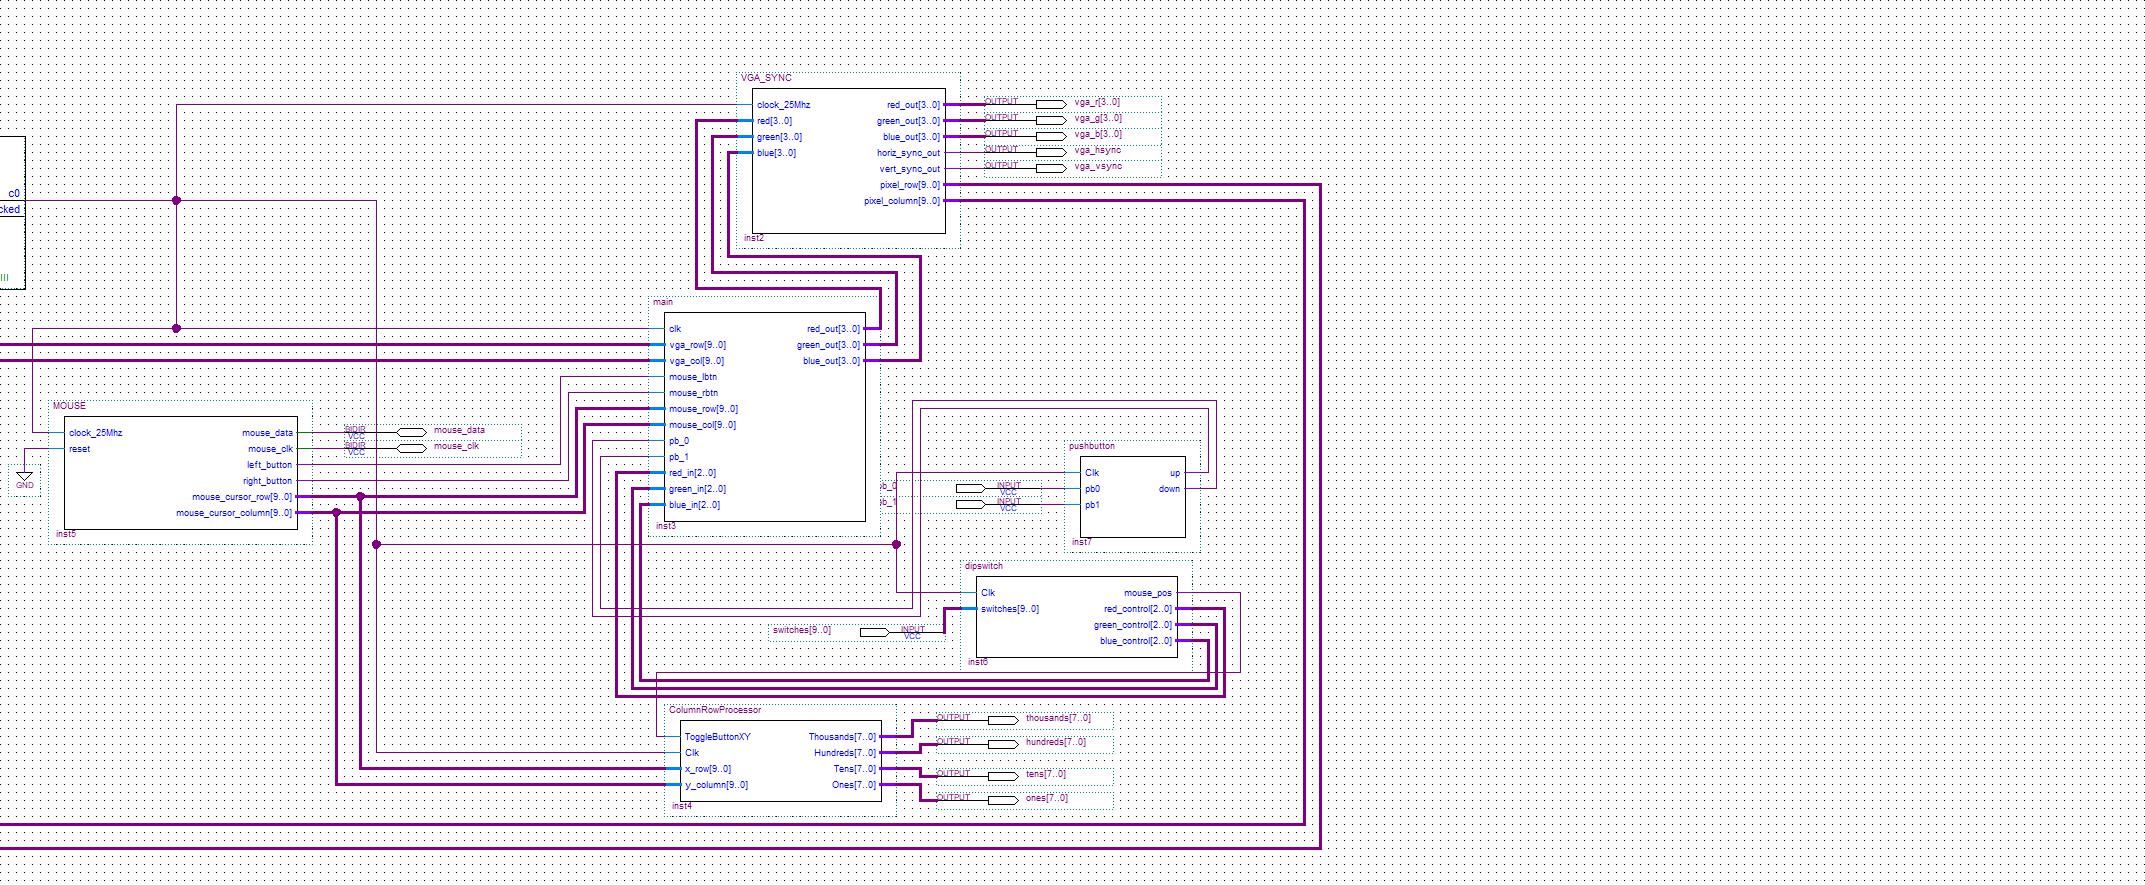 c0
cked
III
VGA_SYNC
clock_25Mhz
red[3..0]
green[3..0]
blue[3..0]
red_out[3..0]
green_out[3..0]
blue_out[3..0]
horiz_sync_out
vert_sync_out
pixel_row[9..0]
pixel_column[9..0]
inst2
OUTPUT vga_r[3..0]
OUTPUT vga_g[3..0]
OUTPUT vga_b[3..0]
OUTPUT vga_hsync
OUTPUT vga_vsync
main
clk
vga_row[9..0]
vga_col[9..0]
mouse_lbtn
mouse_rbtn
mouse_row[9..0]
mouse_col[9..0]
pb_0
pb_1
red_in[2..0]
green_in[2..0]
blue_in[2..0]
red_out[3..0]
green_out[3..0]
blue_out[3..0]
inst3
MOUSE
clock_25Mhz
reset
mouse_data
mouse_clk
left_button
right_button
mouse_cursor_row[9..0]
mouse_cursor_column[9..0]
inst5
GND
BIDIR
VCC
mouse_data
BIDIR
VCC
mouse_clk
pushbutton
Clk
pb0
pb1
up
down
inst7
pb_0
INPUT
VCC
pb_1
INPUT
VCC
dipswitch
Clk
switches[9..0]
mouse_pos
red_control[2..0]
green_control[2..0]
blue_control[2..0]
inst6
switches[9..0]
INPUT
VCC
ColumnRowProcessor
ToggleButtonXY
Clk
x_row[9..0]
y_column[9..0]
Thousands[7..0]
Hundreds[7..0]
Tens[7..0]
Ones[7..0]
inst4
OUTPUT thousands[7..0]
OUTPUT hundreds[7..0]
OUTPUT tens[7..0]
OUTPUT ones[7..0]